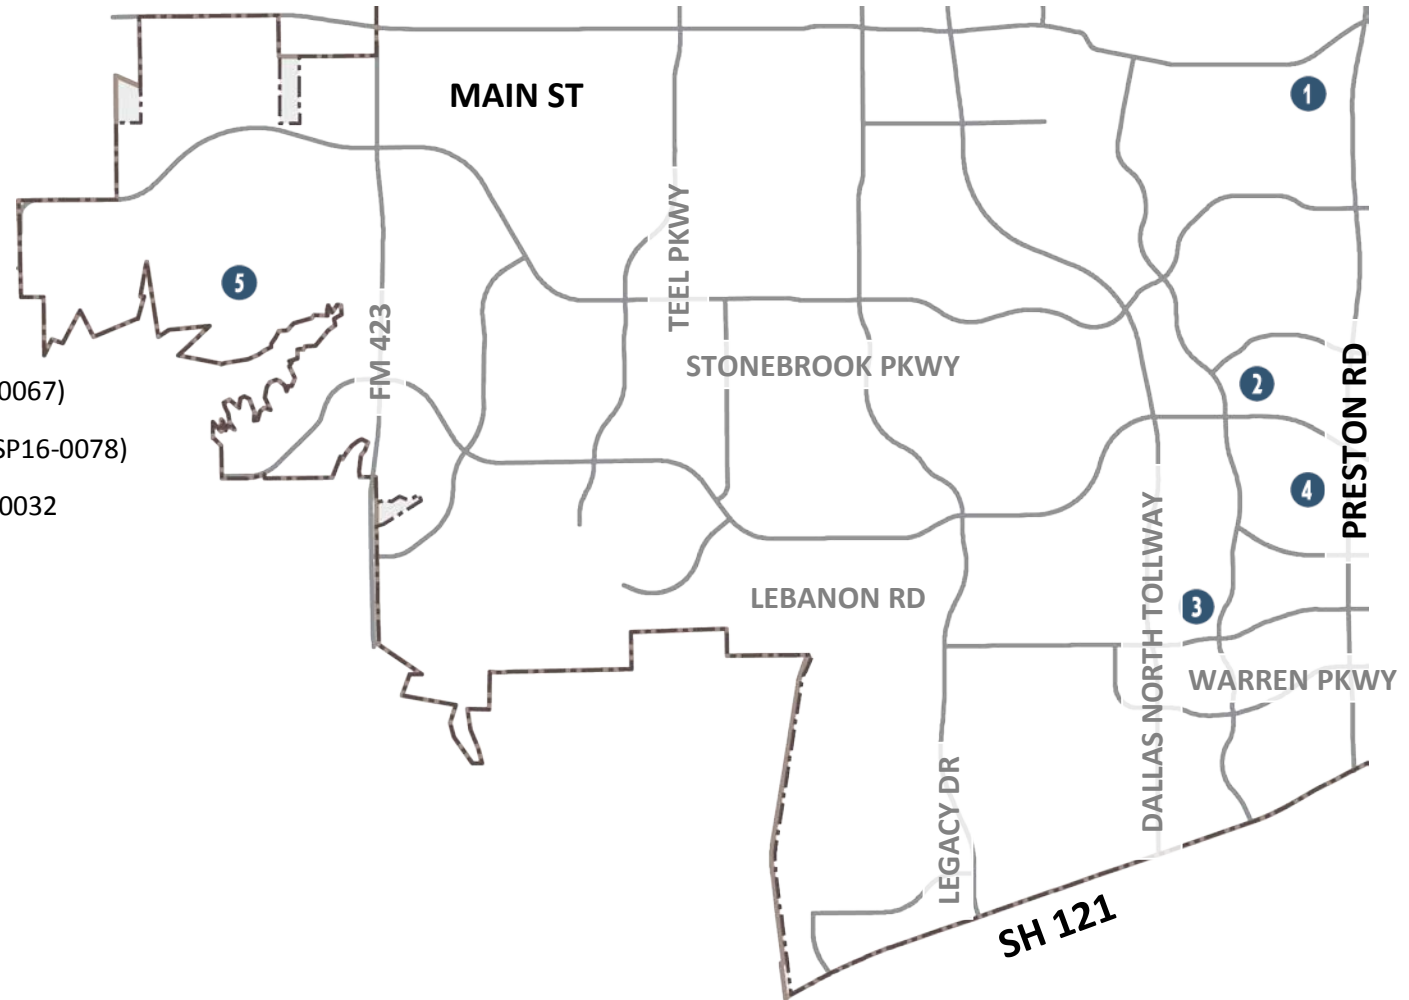 MAIN ST
1
TEEL PKWY
5
FM 423
STONEBROOK PKWY
PRESTON RD
2
0067)
SP16-0078)
4
0032
DALLAS NORTH TOLLWAY
LEBANON RD
3
WARREN PKWY
LEGACY DR
SH 121